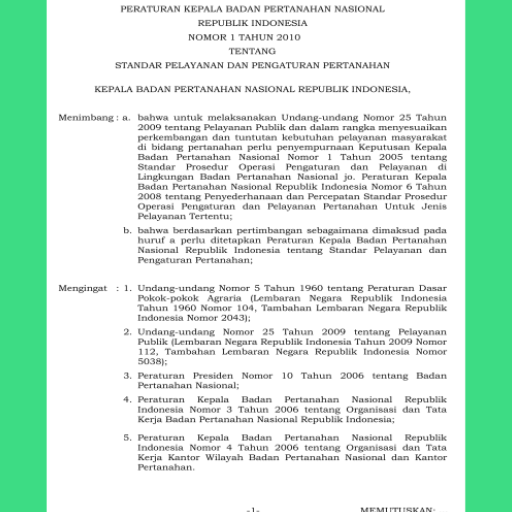 PERATURAN KEPALA BADAN PERTANAHAN NASIONAL
REPUBLIK INDONESIA
NOMOR 1 TAHUN 2010
TENTANG
STANDAR PELAYANAN DAN PENGATURAN PERTANAHAN
KEPALA BADAN PERTANAHAN NASIONAL REPUBLIK INDONESIA,
Menimbang : a. bahwa untuk melaksanakan Undang-undang Nomor 25 Tahun
2009 tentang Pelayanan Publik dan dalam rangka menyesuaikan
perkembangan dan tuntutan kebutuhan pelayanan masyarakat
di bidang pertanahan perlu penyempurnaan Keputusan Kepala
Badan Pertanahan Nasional Nomor 1 Tahun 2005 tentang
Standar Prosedur Operasi Pengaturan dan Pelayanan di
Lingkungan Badan Pertanahan Nasional jo. Peraturan Kepala
Badan Pertanahan Nasional Republik Indonesia Nomor 6 Tahun
2008 tentang Penyederhanaan dan Percepatan Standar Prosedur
Operasi Pengaturan dan Pelayanan Pertanahan Untuk Jenis
Pelayanan Tertentu;
b. bahwa berdasarkan pertimbangan sebagaimana dimaksud pada
huruf a perlu ditetapkan Peraturan Kepala Badan Pertanahan
Nasional Republik Indonesia tentang Standar Pelayanan dan
Pengaturan Pertanahan;
Mengingat : 1. Undang-undang Nomor 5 Tahun 1960 tentang Peraturan Dasar
Pokok-pokok Agraria (Lembaran Negara Republik Indonesia
Tahun 1960 Nomor 104, Tambahan Lembaran Negara Republik
Indonesia Nomor 2043);
2. Undang-undang Nomor 25 Tahun 2009 tentang Pelayanan
Publik (Lembaran Negara Republik Indonesia Tahun 2009 Nomor
112, Tambahan Lembaran Negara Republik Indonesia Nomor
5038);
3. Peraturan Presiden Nomor 10 Tahun 2006 tentang Badan
Pertanahan Nasional;
4. Peraturan Kepala Badan Pertanahan Nasional Republik
Indonesia Nomor 3 Tahun 2006 tentang Organisasi dan Tata
Kerja Badan Pertanahan Nasional Republik Indonesia;
5. Peraturan Kepala Badan Pertanahan Nasional Republik
Indonesia Nomor 4 Tahun 2006 tentang Organisasi dan Tata
Kerja Kantor Wilayah Badan Pertanahan Nasional dan Kantor
Pertanahan.
-1- MEMUTUSKAN: